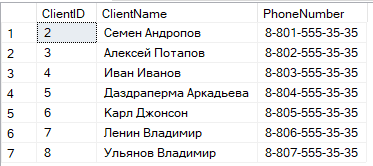 ClientID ClientName PhoneNumber
1 2 Семен Андропов 8-801-555-35-35
2 3 Алексей Потапов 8-802-555-35-35
3 4 Иван Иванов 8-803-555-35-35
4 5 Даздраперма Аркадьева 8-804-555-35-35
5 6 Карл Джонсон 8-805-555-35-35
6 7 Ленин Владимир 8-806-555-35-35
7 8 Ульянов Владимир 8-807-555-35-35